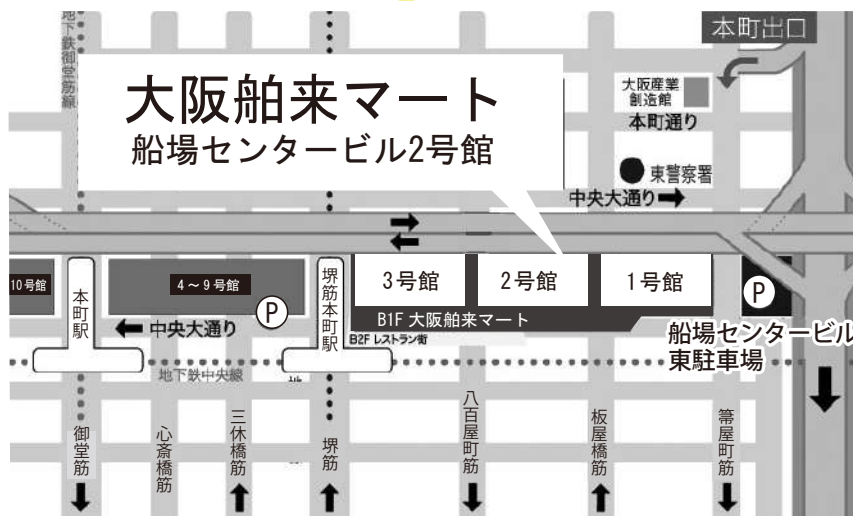 本町出口
地下鉄御堂筋線
大阪舶来マート
船場センタービル2号館
大阪産業
創造館
本町通り
東警察署
中央大通り
10号館
本町駅
4～9号館
P
堺筋本町駅
3号館
2号館
1号館
P
B1F 大阪舶来マート
B2F レストラン街
中央大通り
船場センタービル
東駐車場
地下鉄中央線
御堂筋
心斎橋筋
三休橋筋
堺筋
八百屋町筋
板屋橋筋
箒屋町筋